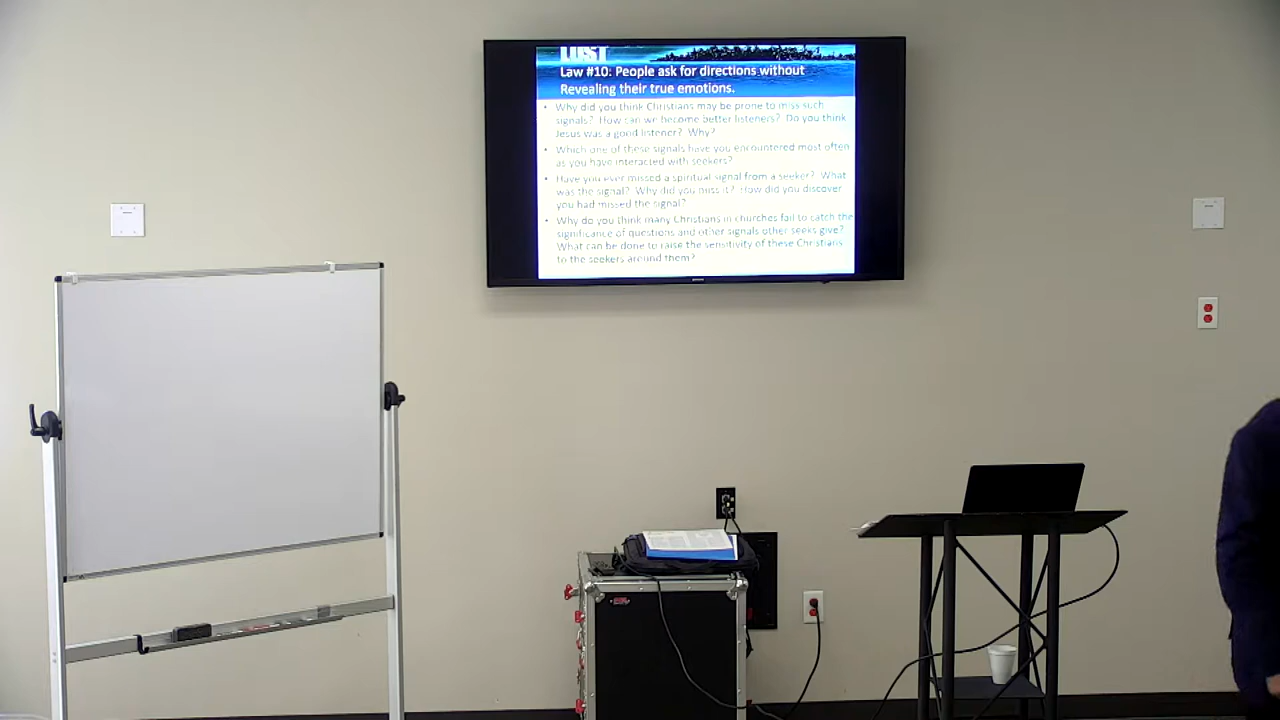 LUST
Law #10: People ask for directions without
Revealing their true emotions.
• Why did you think Christians may be prone to miss such
signals? How can we become better listeners? Do you think
Jesus was a good listener? Why?
• Which one of these signals have you encountered most often
as you have interacted with seekers?
• Have you ever missed a spiritual signal from a seeker? What
was the signal? Why did you miss it? How did you discover
you had missed the signal?
• Why do you think many Christians in churches fail to catch the
significance of questions and other signals other seeks give?
What can be done to raise the sensitivity of these Christians
to the seekers around them?